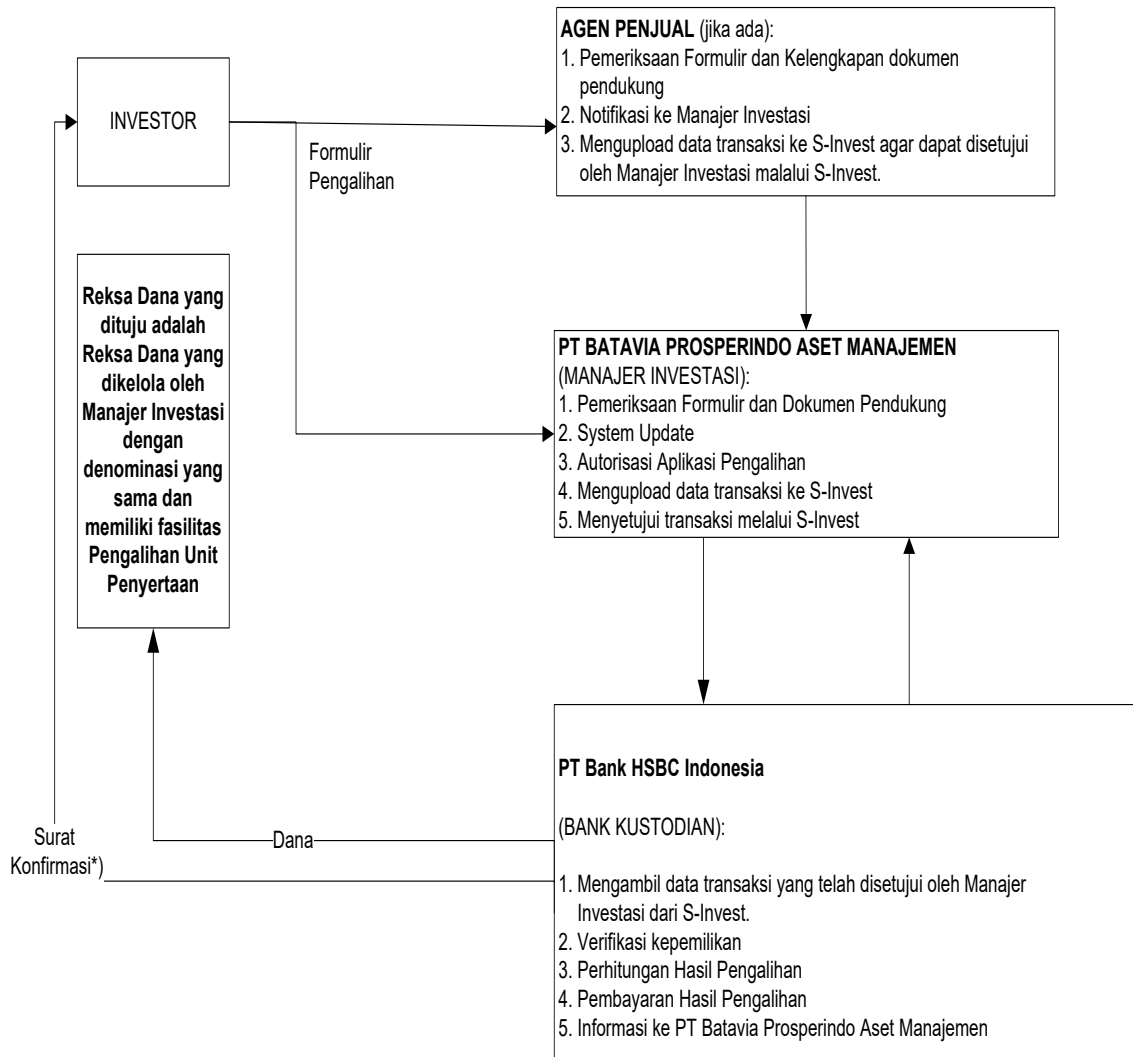 AGEN PENJUAL (jika ada):
1. Pemeriksaan Formulir dan Kelengkapan dokumen
pendukung
2. Notifikasi ke Manajer Investasi
3. Mengupload data transaksi ke S-Invest agar dapat disetujui
oleh Manajer Investasi malalui S-Invest.
INVESTOR
Formulir
Pengalihan
Reksa Dana yang
dituju adalah
Reksa Dana yang
dikelola oleh
Manajer Investasi
dengan
denominasi yang
sama dan
memiliki fasilitas
Pengalihan Unit
Penyertaan
PT BATAVIA PROSPERINDO ASET MANAJEMEN
(MANAJER INVESTASI):
1. Pemeriksaan Formulir dan Dokumen Pendukung
2. System Update
3. Autorisasi Aplikasi Pengalihan
4. Mengupload data transaksi ke S-Invest
5. Menyetujui transaksi melalui S-Invest
Surat
Konfirmasi*)
Dana
PT Bank HSBC Indonesia
(BANK KUSTODIAN):
1. Mengambil data transaksi yang telah disetujui oleh Manajer
Investasi dari S-Invest.
2. Verifikasi kepemilikan
3. Perhitungan Hasil Pengalihan
4. Pembayaran Hasil Pengalihan
5. Informasi ke PT Batavia Prosperindo Aset Manajemen